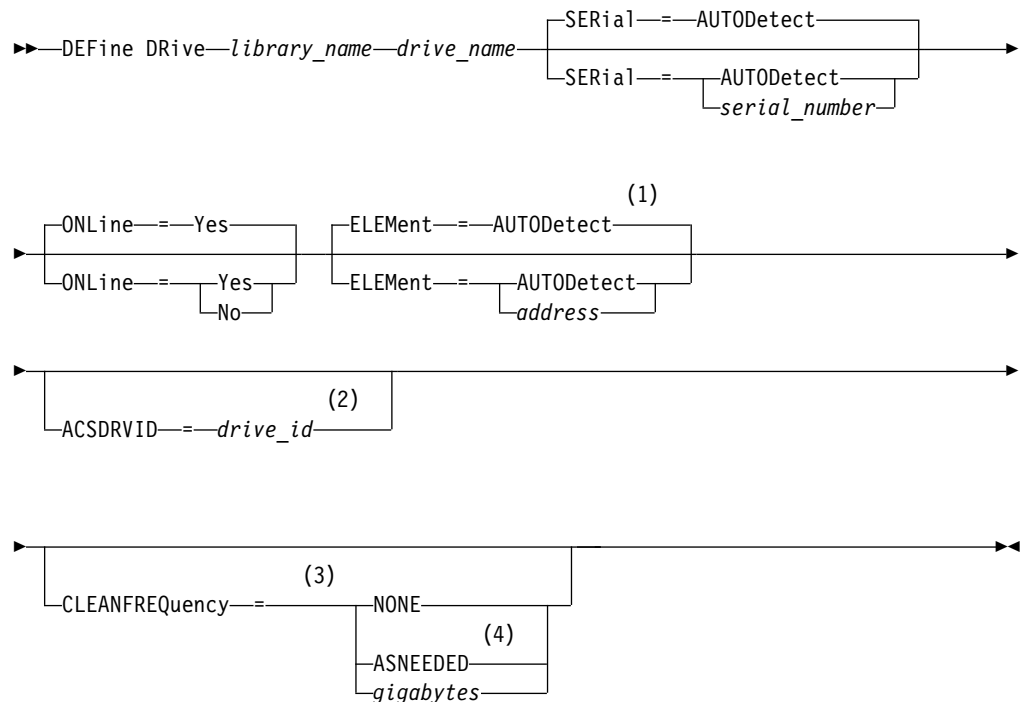 SERial = AUTODetect
DEFine DRive library_name drive_name
SERial = AUTODetect
serial_number
(1)
ONLine = Yes ELEMent = AUTODetect
ONLine = Yes ELEMent = AUTODetect
No address
(2)
ACSDRVID = drive_id
(3)
CLEANFREQuency = NONE
(4)
ASNEEDED
gigabytes